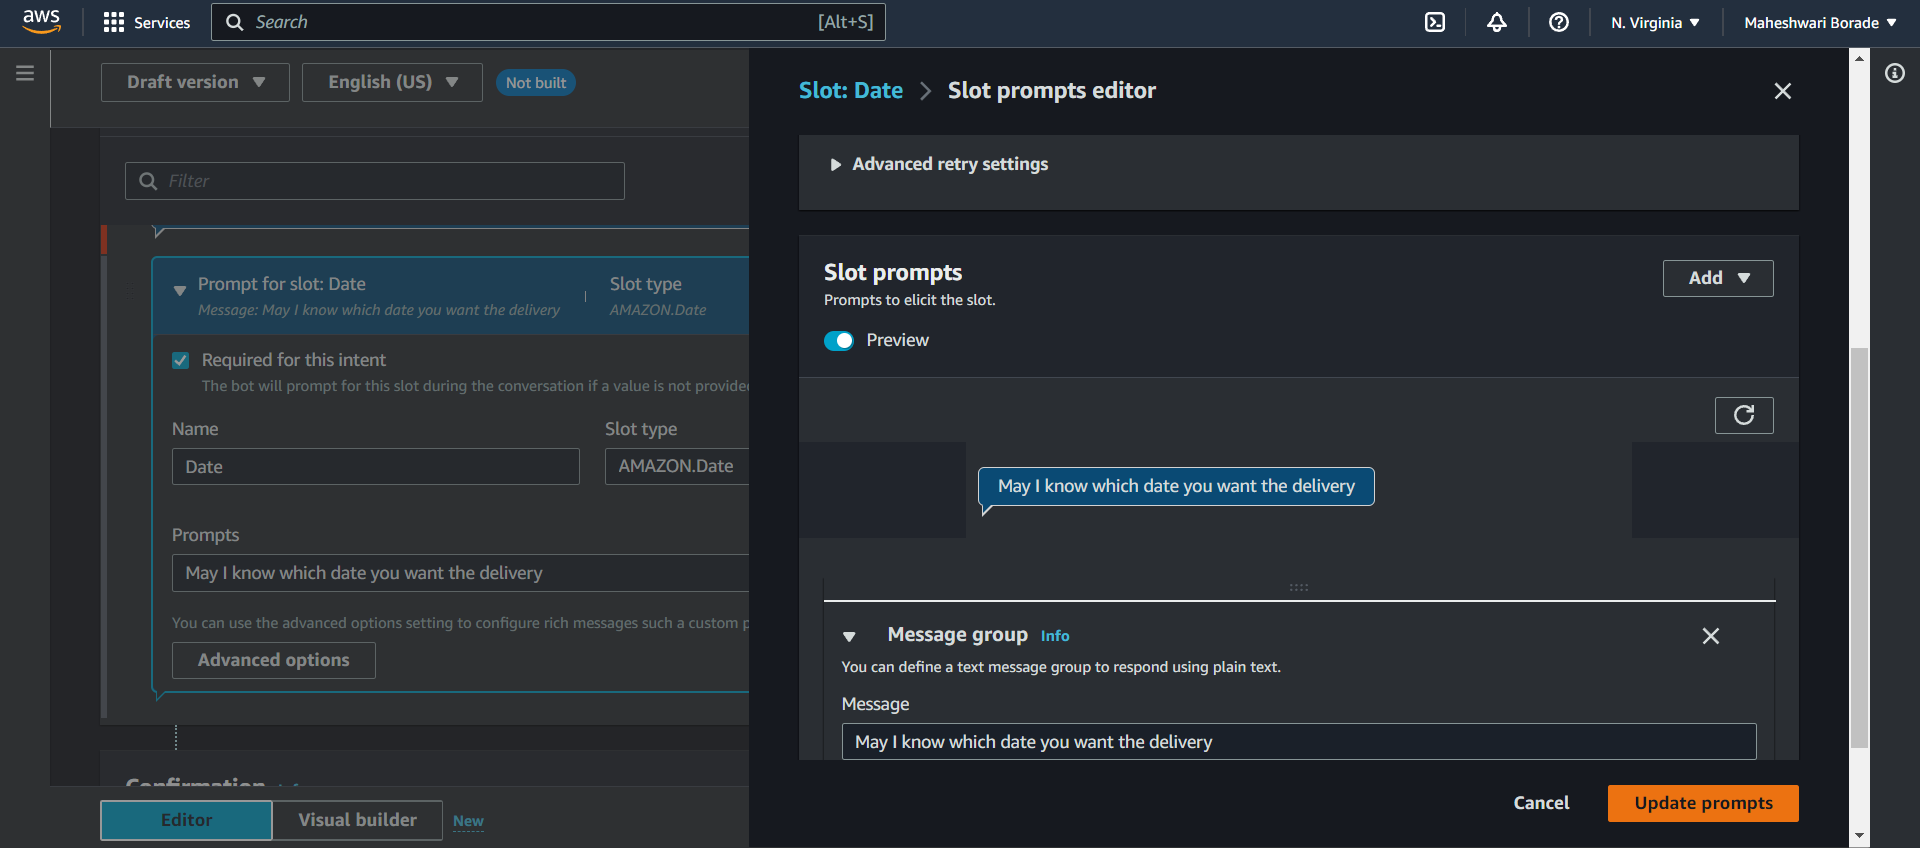 aws
Services
Search
[Alt+S]
N. Virginia
Maheshwari Borade
Draft version
English (US)
Not built
Filter
Prompt for slot: Date
Message: May I know which date you want the delivery
Slot type
AMAZON.Date
Required for this intent
The bot will prompt for this slot during the conversation if a value is not provided
Name
Slot type
Date
AMAZON.Date
Prompts
May I know which date you want the delivery
You can use the advanced options setting to configure rich messages such a custom p
Advanced options
Confirmation
Editor
Visual builder
New
Slot: Date
Slot prompts editor
Advanced retry settings
Slot prompts
Prompts to elicit the slot.
Add
Preview
May I know which date you want the delivery
Message group
Info
You can define a text message group to respond using plain text.
Message
May I know which date you want the delivery
Cancel
Update prompts